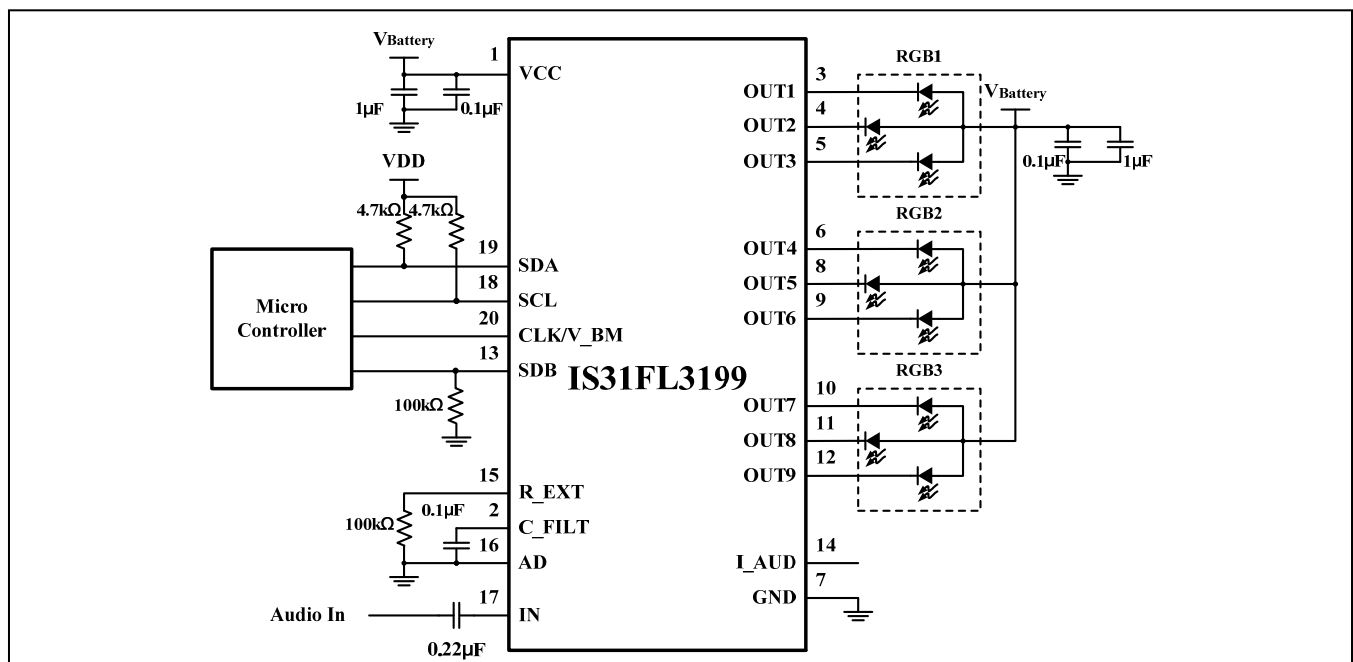 VBattery
1
VCC
1µF
0.1µF
VDD
4.7kΩ 4.7kΩ
19
SDA
18
SCL
20
CLK/V_BM
13
SDB
Micro
Controller
100kΩ
IS31FL3199
15
R_EXT
0.1µF
2
C_FILT
100kΩ
16
AD
17
Audio In
IN
0.22µF
RGB1
3
OUT1
4
OUT2
5
OUT3
VBattery
0.1µF
1µF
RGB2
6
OUT4
8
OUT5
9
OUT6
RGB3
10
OUT7
11
OUT8
12
OUT9
14
I_AUD
7
GND